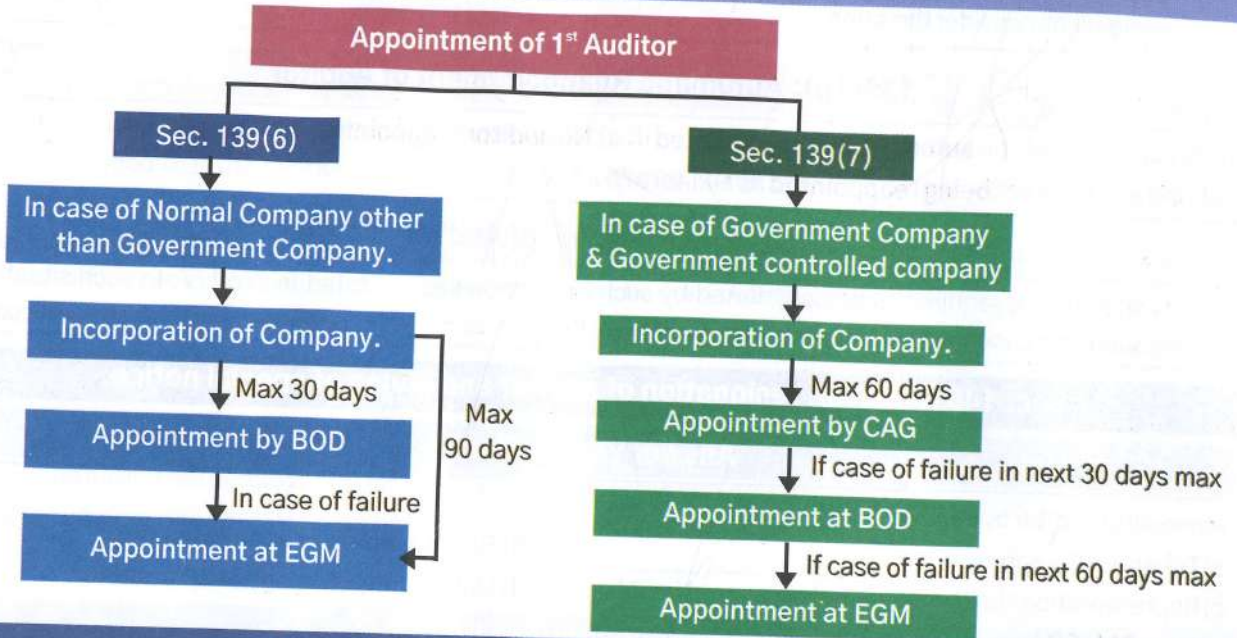 Appointment of 1st Auditor
Sec. 139(6)
In case of Normal Company other
than Government Company.
Incorporation of Company.
Max 30 days
Max
90 days
Appointment by BOD
In case of failure
Appointment at EGM
Sec. 139(7)
In case of Government Company
& Government controlled company
Incorporation of Company.
Max 60 days
Appointment by CAG
If case of failure in next 30 days max
Appointment at BOD
If case of failure in next 60 days max
Appointment at EGM